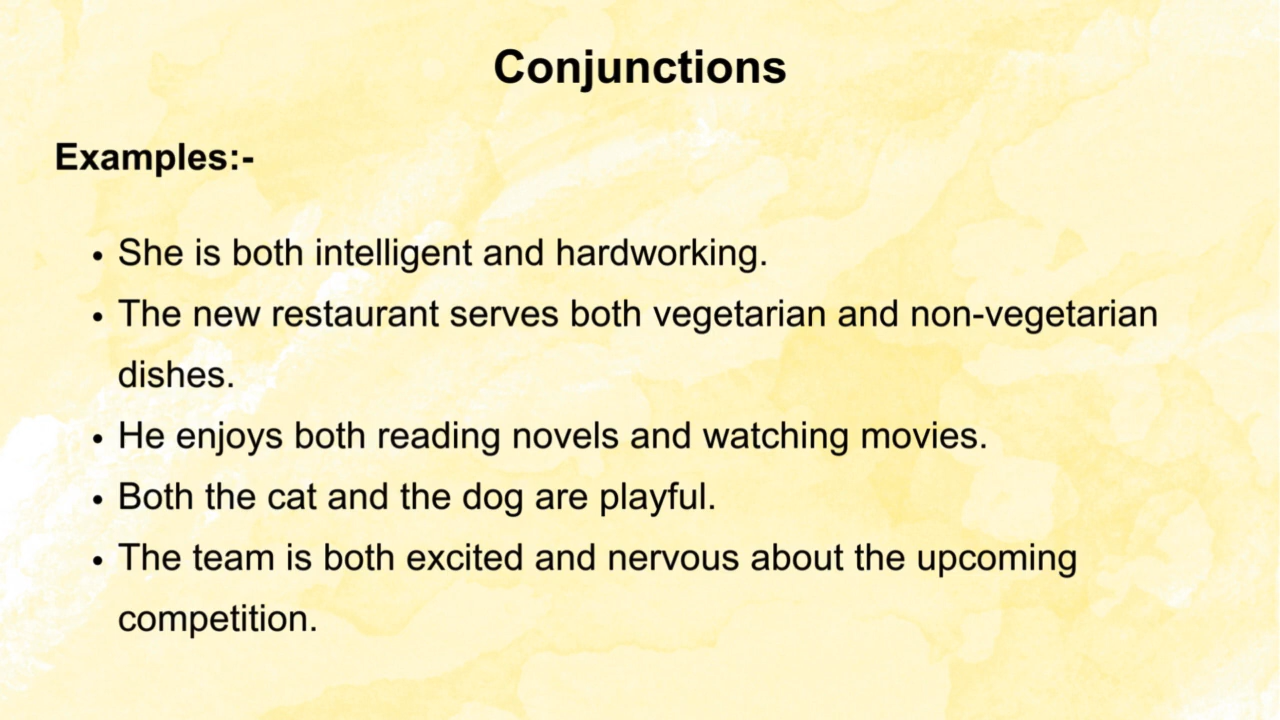 Conjunctions
Examples:-
• She is both intelligent and hardworking.
• The new restaurant serves both vegetarian and non-vegetarian
dishes.
• He enjoys both reading novels and watching movies.
• Both the cat and the dog are playful.
• The team is both excited and nervous about the upcoming
competition.